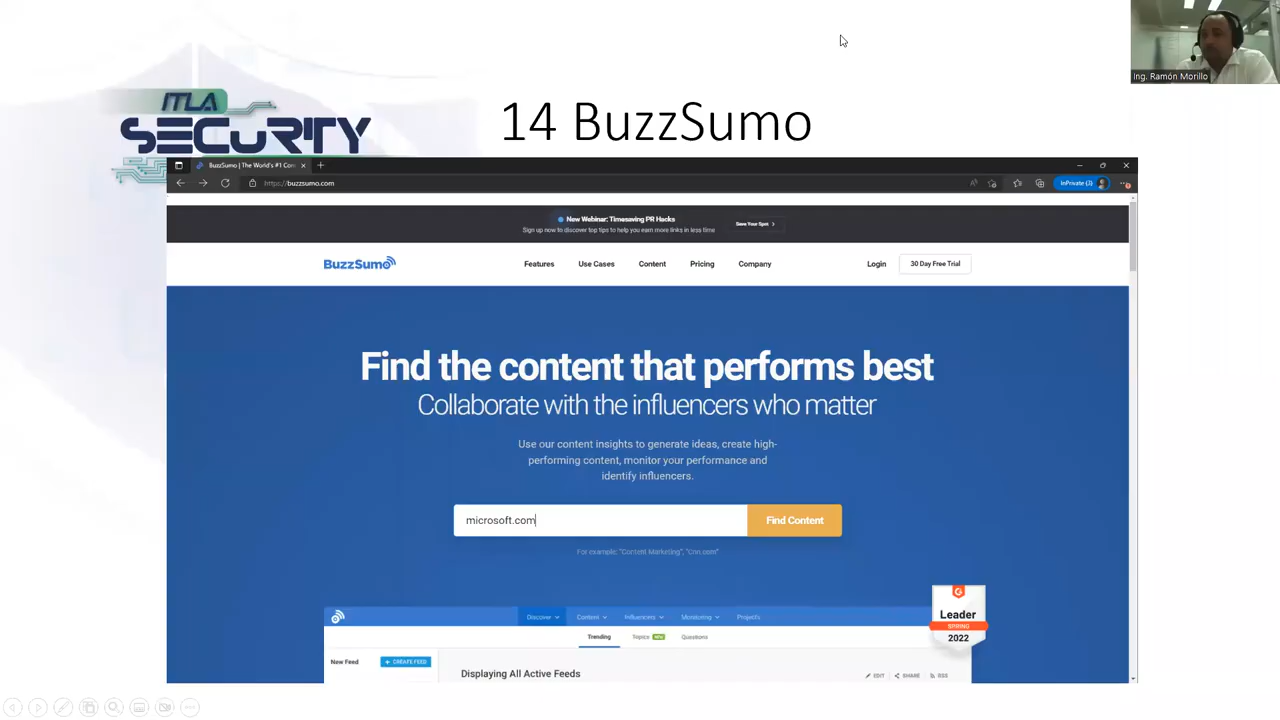 Ing. Ramón Morillo
ITLA
SECURITY
14 BuzzSumo
BuzzSumo | The World's #1 Con
https://buzzsumo.com
InPrivate (3)
New Webinar: Timesaving PR Hacks
Sign up now to discover top tips to help you earn more links in less time
Save Your Spot >
BuzzSumo
Features
Use Cases
Content
Pricing
Company
Login
30 Day Free Trial
Find the content that performs best
Collaborate with the influencers who matter
Use our content insights to generate ideas, create high-
performing content, monitor your performance and
identify influencers.
microsoft.com
Find Content
For example: "Content Marketing", "Cnn.com"
Leader
SPRING
2022
Discover
Content
Influencers
Monitoring
Projects
Trending
Topics NEW
Questions
New Feed
+ CREATE FEED
Displaying All Active Feeds
EDIT
SHARE
RSS